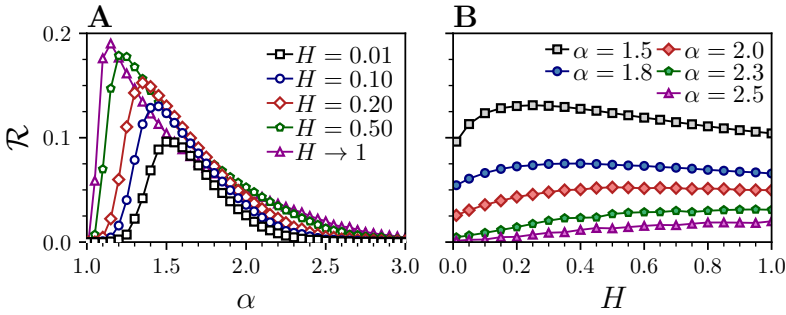 A
0.2
0.1
0.0
R
H = 0.01
H = 0.10
H = 0.20
H = 0.50
H → 1
1.0 1.5 2.0 2.5 3.0
α
B
α = 1.5 α = 2.0
α = 1.8 α = 2.3
α = 2.5
0.0 0.2 0.4 0.6 0.8 1.0
H